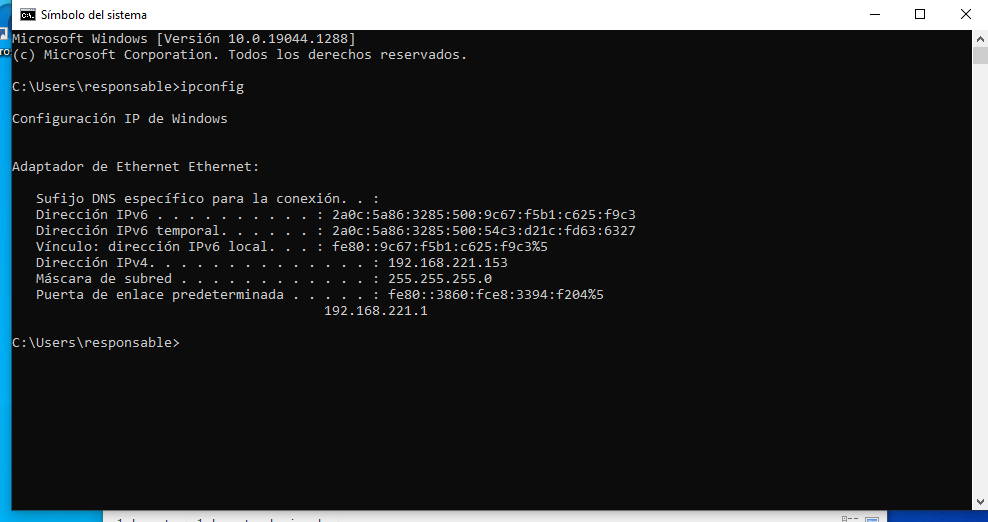 Símbolo del sistema
Microsoft Windows [Versión 10.0.19044.1288]
(c) Microsoft Corporation. Todos los derechos reservados.
C:\Users\responsable>ipconfig
Configuración IP de Windows
Adaptador de Ethernet Ethernet:
Sufijo DNS específico para la conexión. . :
Dirección IPv6 . . . . . . . . . . : 2a0c:5a86:3285:500:9c67:f5b1:c625:f9c3
Dirección IPv6 temporal. . . . . . : 2a0c:5a86:3285:500:54c3:d21c:fd63:6327
Vínculo: dirección IPv6 local. . . : fe80::9c67:f5b1:c625:f9c3%5
Dirección IPv4. . . . . . . . . . . . . . : 192.168.221.153
Máscara de subred . . . . . . . . . . . . : 255.255.255.0
Puerta de enlace predeterminada . . . . . : fe80::3860:fce8:3394:f204%5
192.168.221.1
C:\Users\responsable>